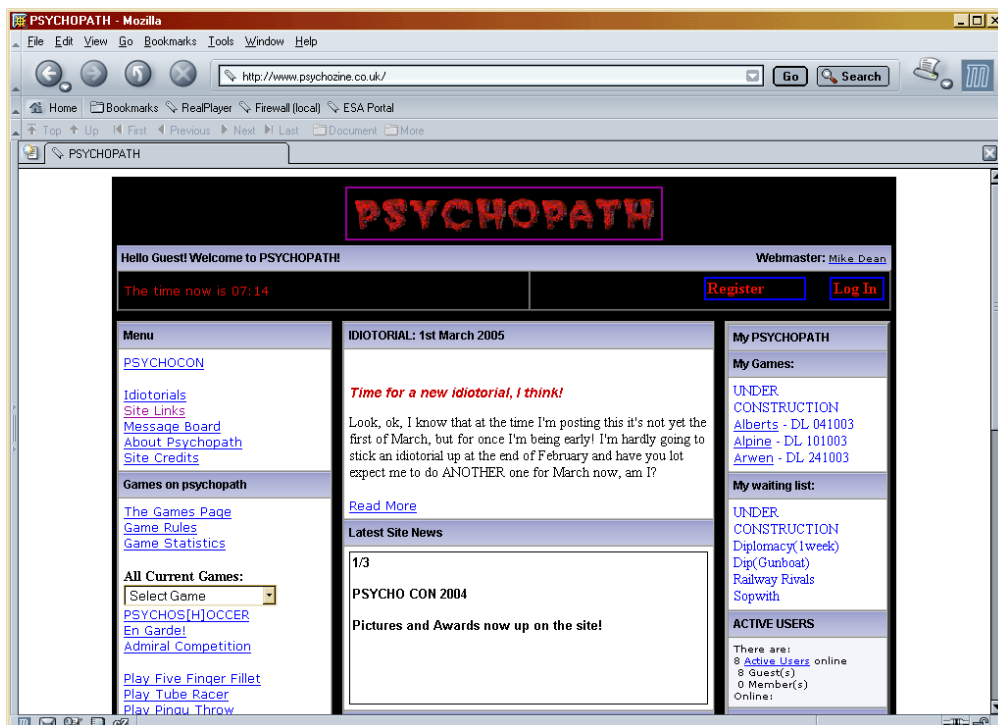 PSYCHOPATH - Mozilla
File Edit View Go Bookmarks Tools Window Help
http://www.psychozine.co.uk/ Go Search
Home Bookmarks RealPlayer Firewall (local) ESA Portal
Top Up First Previous Next Last Document More
PSYCHOPATH
PSYCHOPATH
Hello Guest! Welcome to PSYCHOPATH!
Webmaster: Mike Dean
The time now is 07:14
Register
Log In
Menu
PSYCHOCON
Idiotorials
Site Links
Message Board
About Psychopath
Site Credits
Games on psychopath
The Games Page
Game Rules
Game Statistics
All Current Games:
Select Game
PSYCHOS[H]OCCER
En Garde!
Admiral Competition
Play Five Finger Fillet
Play Tube Racer
Play Pingu Throw
IDIOTORIAL: 1st March 2005
Time for a new idiotorial, I think!
Look, ok, I know that at the time I'm posting this it's not yet the
first of March, but for once I'm being early! I'm hardly going to
stick an idiotorial up at the end of February and have you lot
expect me to do ANOTHER one for March now, am I?
Read More
Latest Site News
1/3
PSYCHO CON 2004
Pictures and Awards now up on the site!
My PSYCHOPATH
My Games:
UNDER
CONSTRUCTION
Alberts - DL 041003
Alpine - DL 101003
Arwen - DL 241003
My waiting list:
UNDER
CONSTRUCTION
Diplomacy(1week)
Dip(Gunboat)
Railway Rivals
Sopwith
ACTIVE USERS
There are:
8 Active Users online
8 Guest(s)
0 Member(s)
Online: